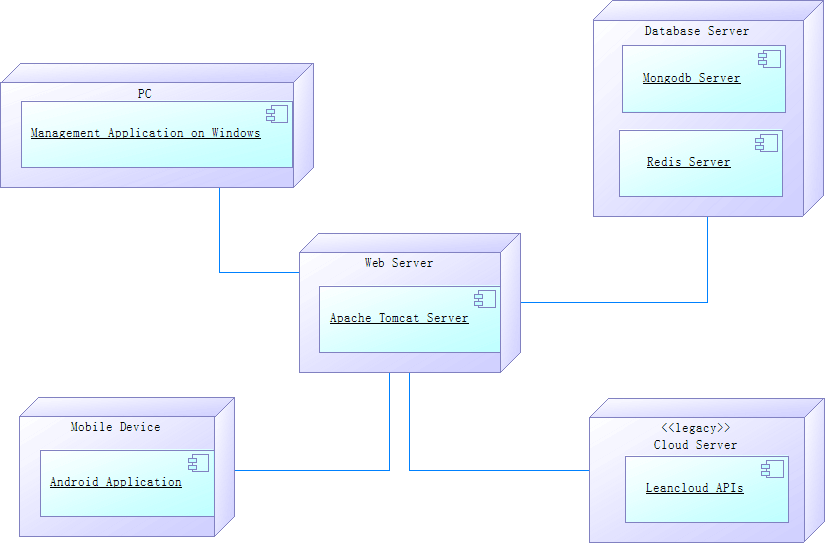 Database Server
Mongodb Server
Redis Server
PC
Management Application on Windows
Web Server
Apache Tomcat Server
Mobile Device
Android Application
<<legacy>>
Cloud Server
Leancloud APIs